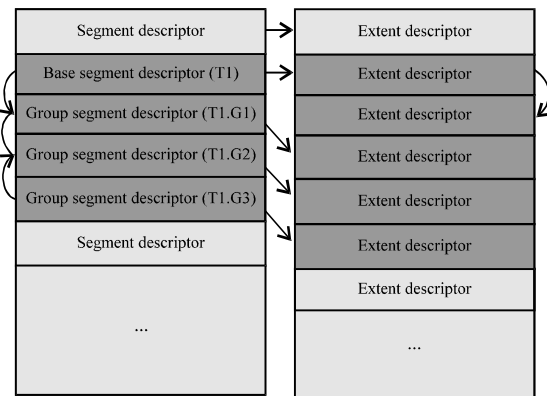 Segment descriptor
Base segment descriptor (T1)
Group segment descriptor (T1.G1)
Group segment descriptor (T1.G2)
Group segment descriptor (T1.G3)
Segment descriptor
...
Extent descriptor
Extent descriptor
Extent descriptor
Extent descriptor
Extent descriptor
Extent descriptor
Extent descriptor
...